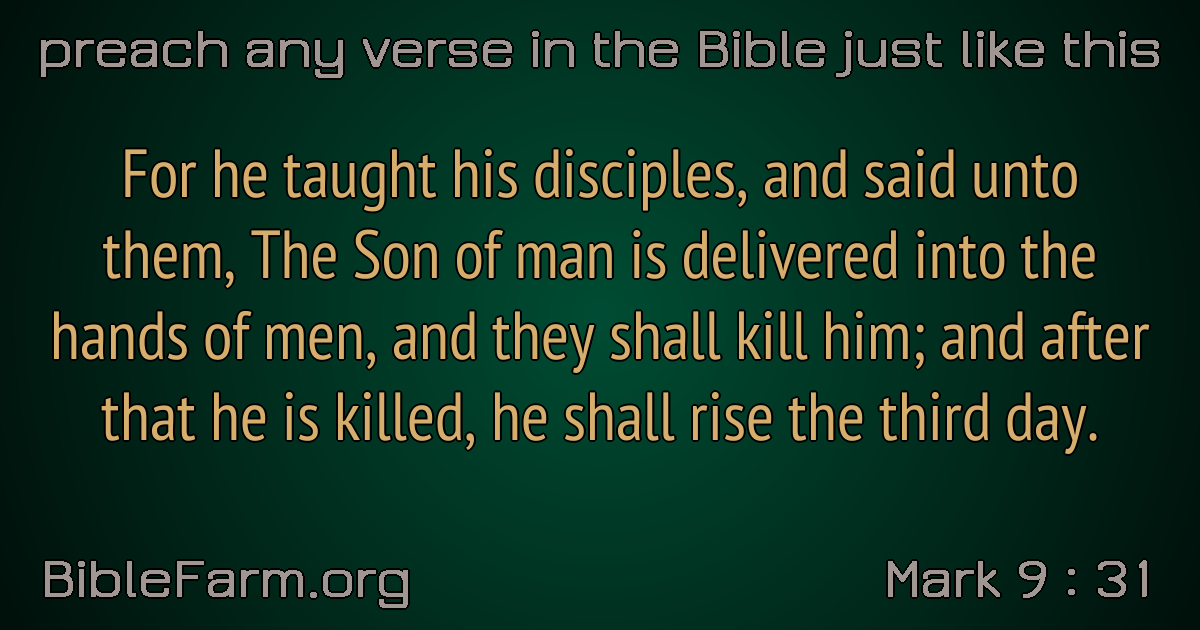 preach any verse in the Bible just like this
For he taught his disciples, and said unto
them, The Son of man is delivered into the
hands of men, and they shall kill him; and after
that he is killed, he shall rise the third day.
BibleFarm.org
Mark 9 : 31